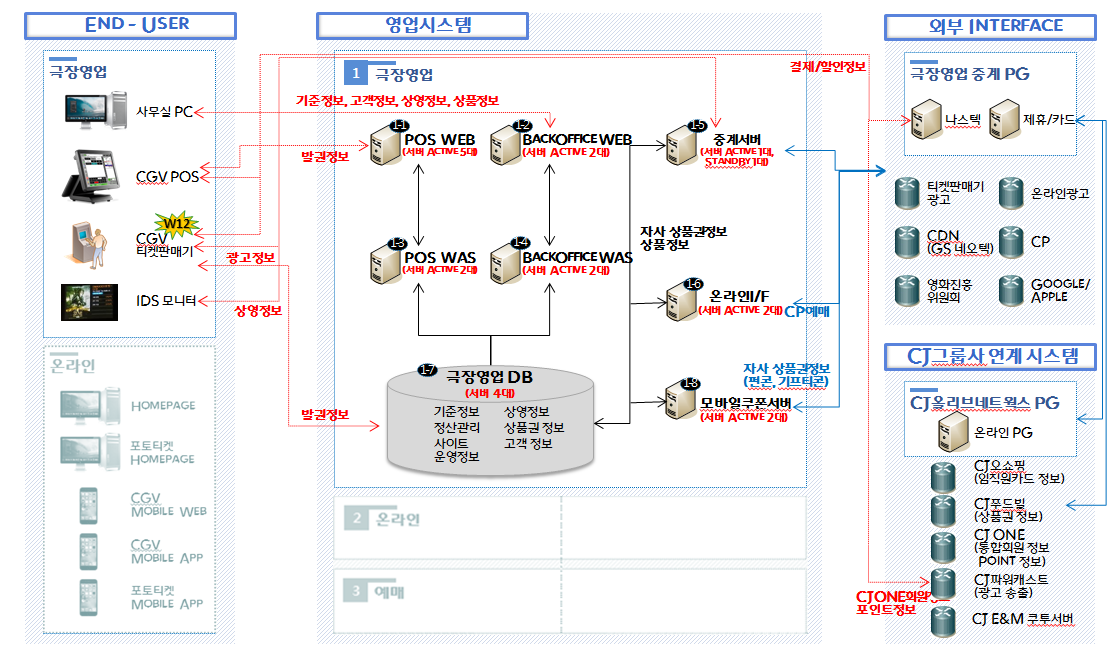 END - USER
극장영업
사무실 PC
CGV POS
W12
CGV
티켓판매기
IDS 모니터
온라인
HOMEPAGE
포토티켓
HOMEPAGE
CGV
MOBILE WEB
CGV
MOBILE APP
포토티켓
MOBILE APP
발권정보
광고정보
상영정보
발권정보
영업시스템
1 극장영업
기준정보, 고객정보, 상영정보, 상품정보
1-1
POS WEB
(서버 ACTIVE 5대)
1-2
BACKOFFICE WEB
(서버 ACTIVE 2대)
1-5
중계서버
(서버 ACTIVE 1대,
STANDBY 1대)
1-3
POS WAS
(서버 ACTIVE 2대)
1-4
BACKOFFICE WAS
(서버 ACTIVE 2대)
자사 상품권정보
상품정보
1-6
온라인I/F
(서버 ACTIVE 2대)
CP예매
1-7
극장영업 DB
(서버 4대)
기준정보 상영정보
정산관리 상품권 정보
사이트 고객 정보
운영정보
자사 상품권정보
(펀콘, 기프티콘)
1-8
모바일쿠폰서버
(서버 ACTIVE 2대)
2 온라인
3 예매
외부 INTERFACE
결제/할인정보
극장영업 중계 PG
나스텍
제휴/카드
티켓판매기
광고
온라인광고
CDN
(GS 네오텍)
CP
영화진흥
위원회
GOOGLE/
APPLE
CJ그룹사 연계 시스템
CJ올리브네트웍스 PG
온라인 PG
CJ오쇼핑
(임직원카드 정보)
CJ푸드빌
(상품권 정보)
CJ ONE
(통합회원 정보
POINT 정보)
CJ파워캐스트
(광고 송출)
CJ E&M 쿠투서버
CJONE회원
포인트정보